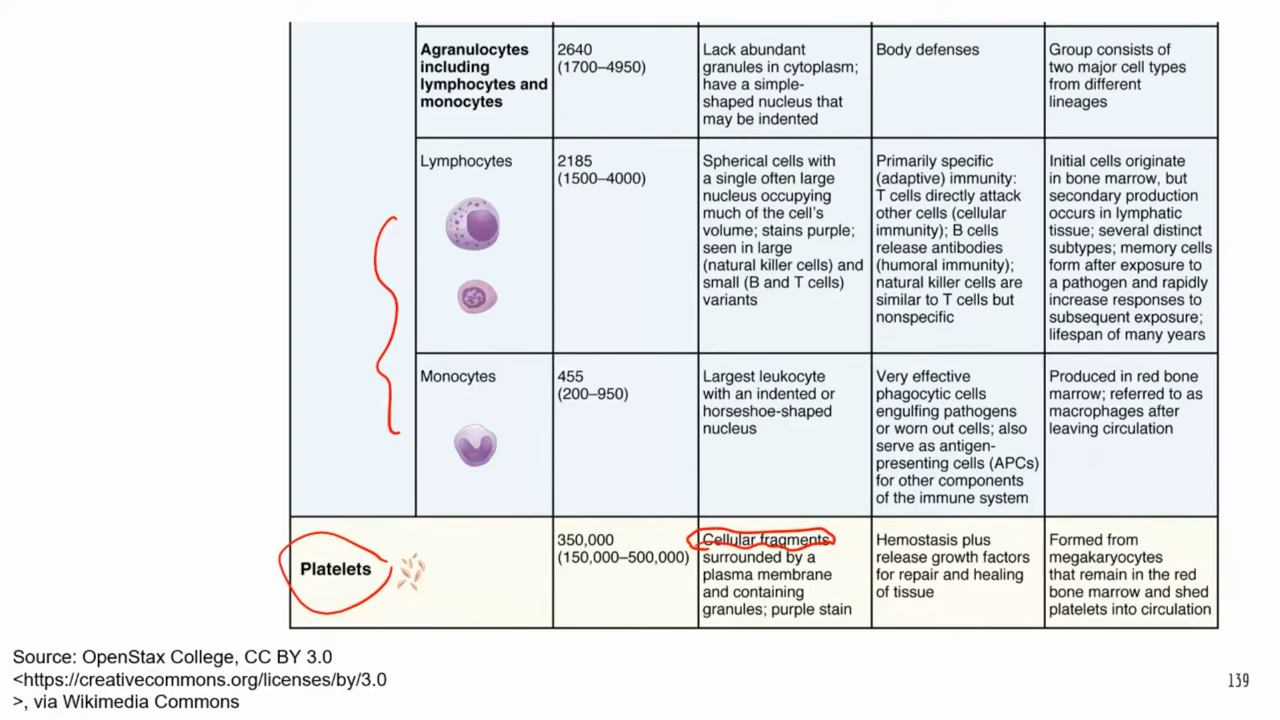 Agranulocytes
including
lymphocytes and
monocytes
2640
(1700–4950)
Lack abundant
granules in cytoplasm;
have a simple-
shaped nucleus that
may be indented
Body defenses
Group consists of
two major cell types
from different
lineages
Lymphocytes
2185
(1500–4000)
Spherical cells with
a single often large
nucleus occupying
much of the cell's
volume; stains purple;
seen in large
(natural killer cells) and
small (B and T cells)
variants
Primarily specific
(adaptive) immunity:
T cells directly attack
other cells (cellular
immunity); B cells
release antibodies
(humoral immunity);
natural killer cells are
similar to T cells but
nonspecific
Initial cells originate
in bone marrow, but
secondary production
occurs in lymphatic
tissue; several distinct
subtypes; memory cells
form after exposure to
a pathogen and rapidly
increase responses to
subsequent exposure;
lifespan of many years
Monocytes
455
(200–950)
Largest leukocyte
with an indented or
horseshoe-shaped
nucleus
Very effective
phagocytic cells
engulfing pathogens
or worn out cells; also
serve as antigen-
presenting cells (APCs)
for other components
of the immune system
Produced in red bone
marrow; referred to as
macrophages after
leaving circulation
Platelets
350,000
(150,000–500,000)
Cellular fragments
surrounded by a
plasma membrane
and containing
granules; purple stain
Hemostasis plus
release growth factors
for repair and healing
of tissue
Formed from
megakaryocytes
that remain in the red
bone marrow and shed
platelets into circulation
Source: OpenStax College, CC BY 3.0
<https://creativecommons.org/licenses/by/3.0
>, via Wikimedia Commons
139